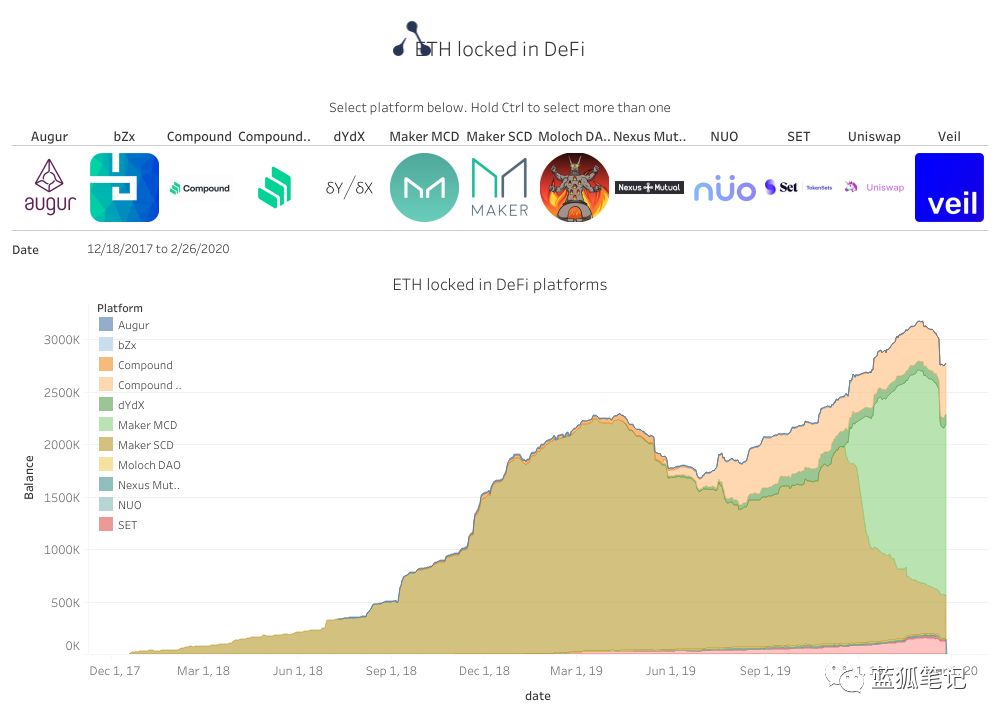 ETH locked in DeFi
Select platform below. Hold Ctrl to select more than one
Augur bZx Compound Compound.. dYdX Maker MCD Maker SCD Moloch DA.. Nexus Mut.. NUO SET Uniswap Veil
augur Compound δY/δX MAKER Nexus Mutual nüo Set TokenSets Uniswap veil
Date 12/18/2017 to 2/26/2020
ETH locked in DeFi platforms
Platform
Augur
bZx
Compound
Compound ..
dYdX
Maker MCD
Maker SCD
Moloch DAO
Nexus Mut..
NUO
SET
3000K
2500K
2000K
1500K
1000K
500K
0K
Balance
Dec 1, 17 Mar 1, 18 Jun 1, 18 Sep 1, 18 Dec 1, 18 Mar 1, 19 Jun 1, 19 Sep 1, 19 20
date
蓝狐笔记